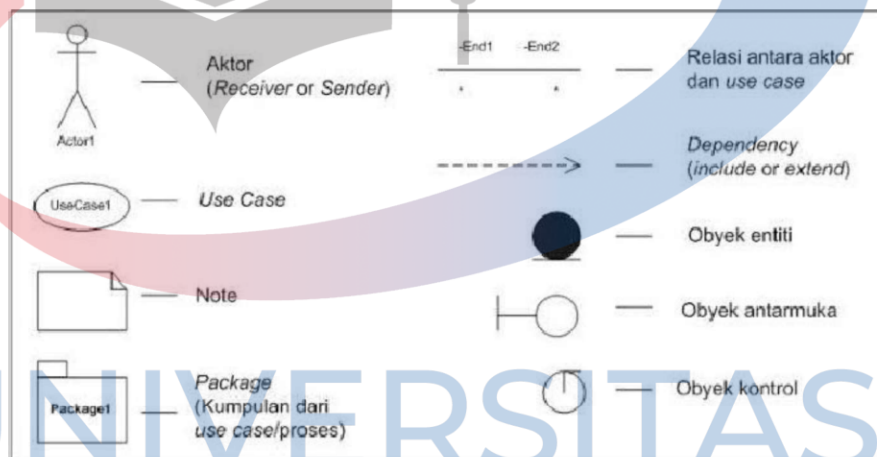 Actor1
Aktor
(Receiver or Sender)
UseCase1
Use Case
Note
Package1
Package
(Kumpulan dari
use case/proses)
-End1 -End2
Relasi antara aktor
dan use case
Dependency
(include or extend)
Obyek entiti
Obyek antarmuka
Obyek kontrol
UNIVERSITAS